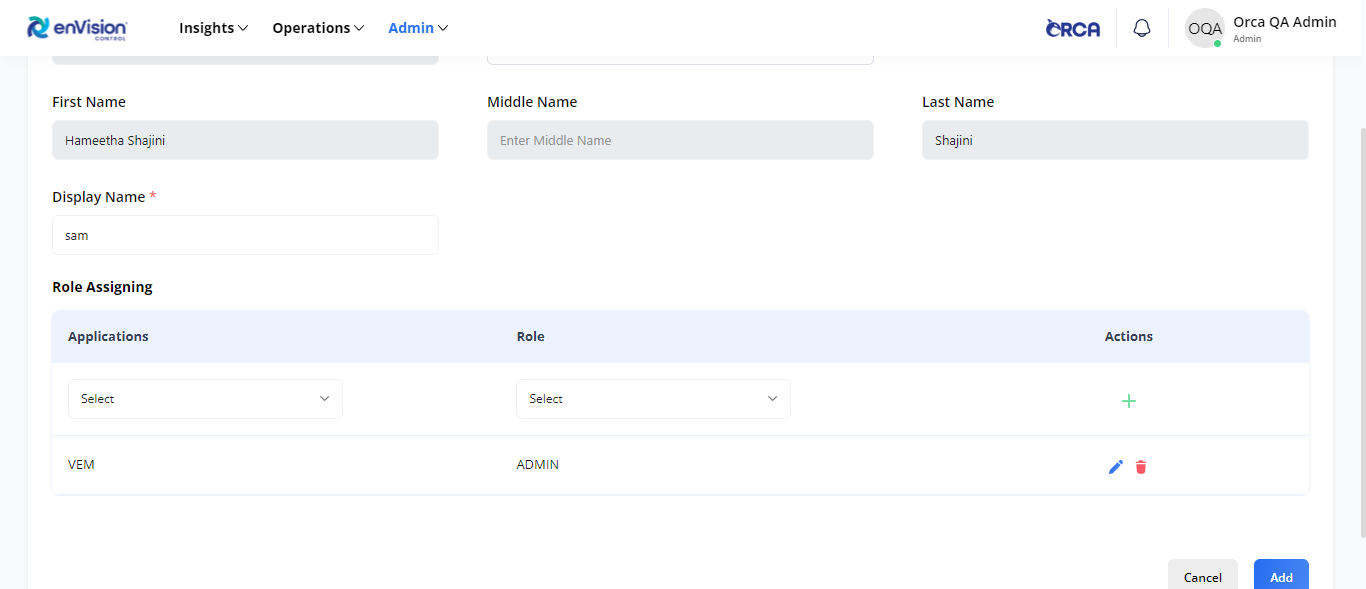 enVision
CONTROL
Insights
Operations
Admin
ORCA
OQA
Orca QA Admin
Admin
First Name
Middle Name
Last Name
Hameetha Shajini
Enter Middle Name
Shajini
Display Name *
sam
Role Assigning
Applications
Role
Actions
Select
Select
VEM
ADMIN
Cancel
Add